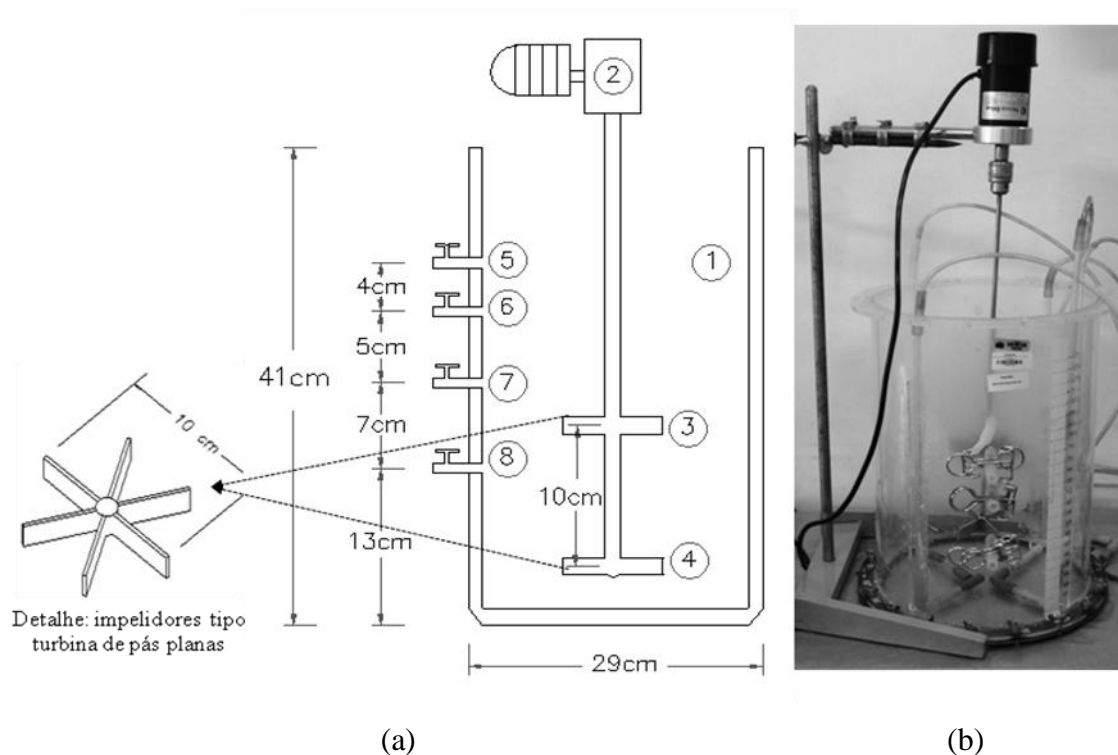 2
1
5
4cm
6
5cm
7
41cm
7cm
3
8
10 cm
10cm
13cm
4
Detalhe: impelidores tipo
turbina de pás planas
29cm
(a)
(b)